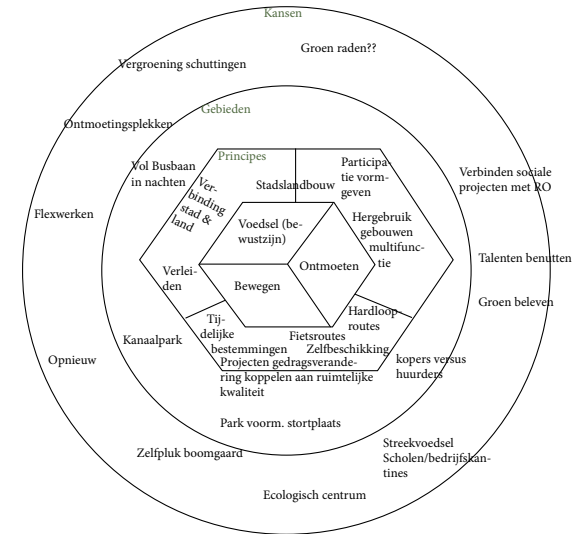 Kansen
Groen raden??
Vergroening schuttingen
Gebieden
Ontmoetingsplekken
Principes
Vol Busbaan
in nachten
Participa-
tie vorm-
geven
Stadslandbouw
Ver-
binding
stad &
land
Verbinden sociale
projecten met RO
Flexwerken
Voedsel (be-
wustzijn)
Hergebruik
gebouwen
multifunc-
tie
Talenten benutten
Verlei-
den
Ontmoeten
Bewegen
Groen beleven
Hardloop-
routes
Tij-
delijke
bestemmingen
Fietsroutes
Zelfbeschikking
Kanaalpark
Opnieuw
Projecten gedragsverande-
ring koppelen aan ruimtelijke
kwaliteit
kopers versus
huurders
Park voorm. stortplaats
Zelfpluk boomgaard
Streekvoedsel
Scholen/bedrijfskan-
tines
Ecologisch centrum